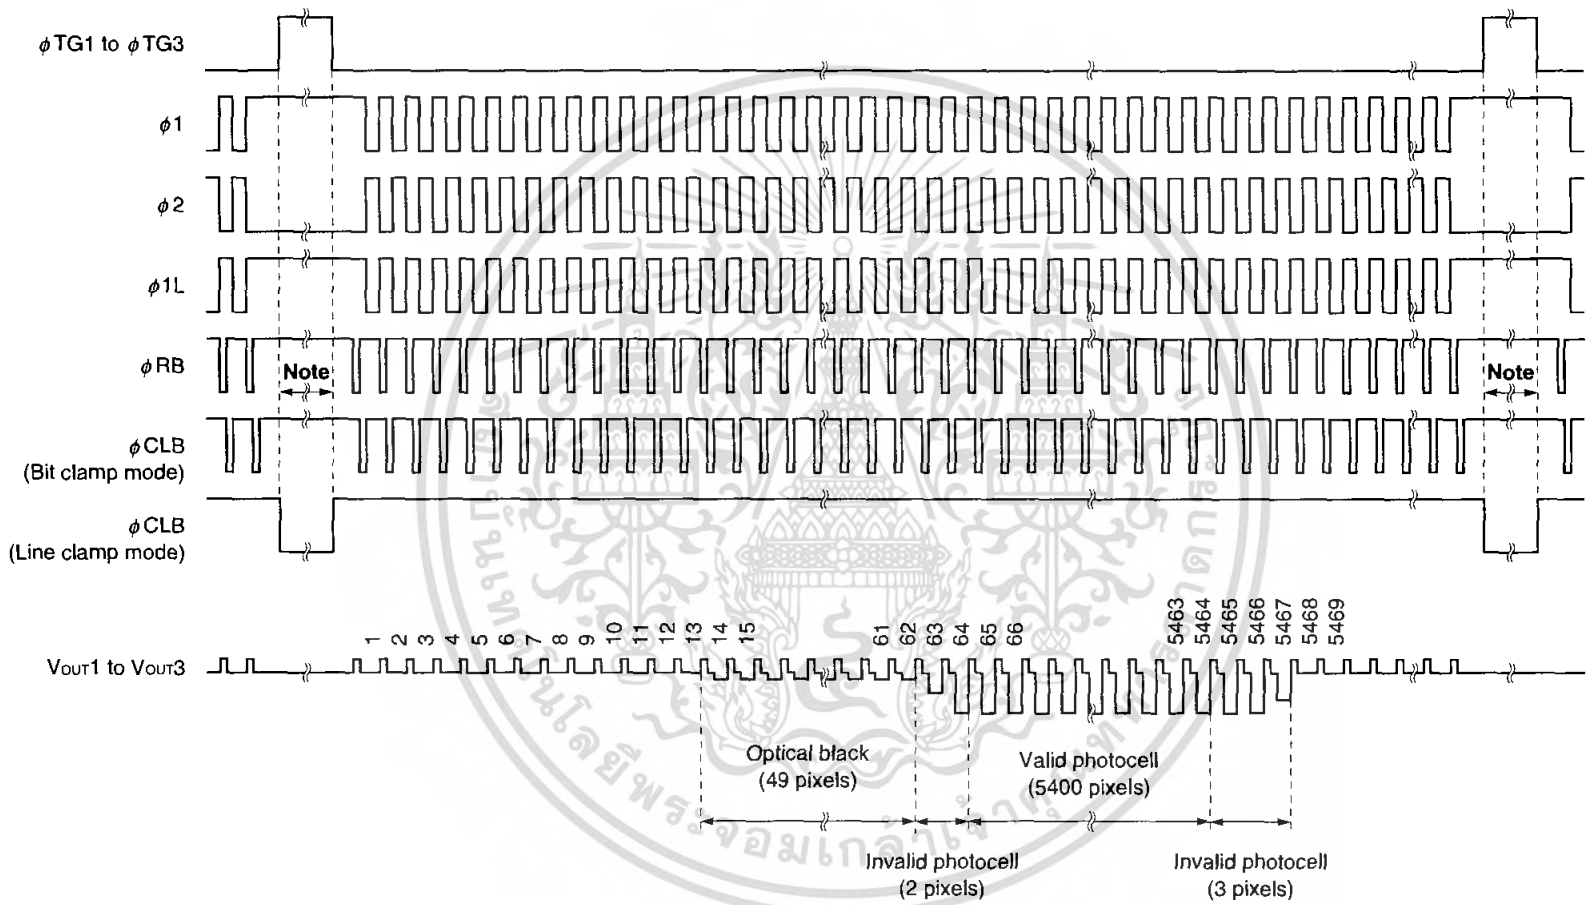 φTG1 to φTG3
φ1
φ2
φ1L
φRB
Note
Note
φCLB
(Bit clamp mode)
φCLB
(Line clamp mode)
VOUT1 to VOUT3
1 2 3 4 5 6 7 8 9 10 11 12 13 14 15 61 62 63 64 65 66 5463 5464 5465 5466 5467 5468 5469
Optical black
(49 pixels)
Valid photocell
(5400 pixels)
Invalid photocell
(2 pixels)
Invalid photocell
(3 pixels)